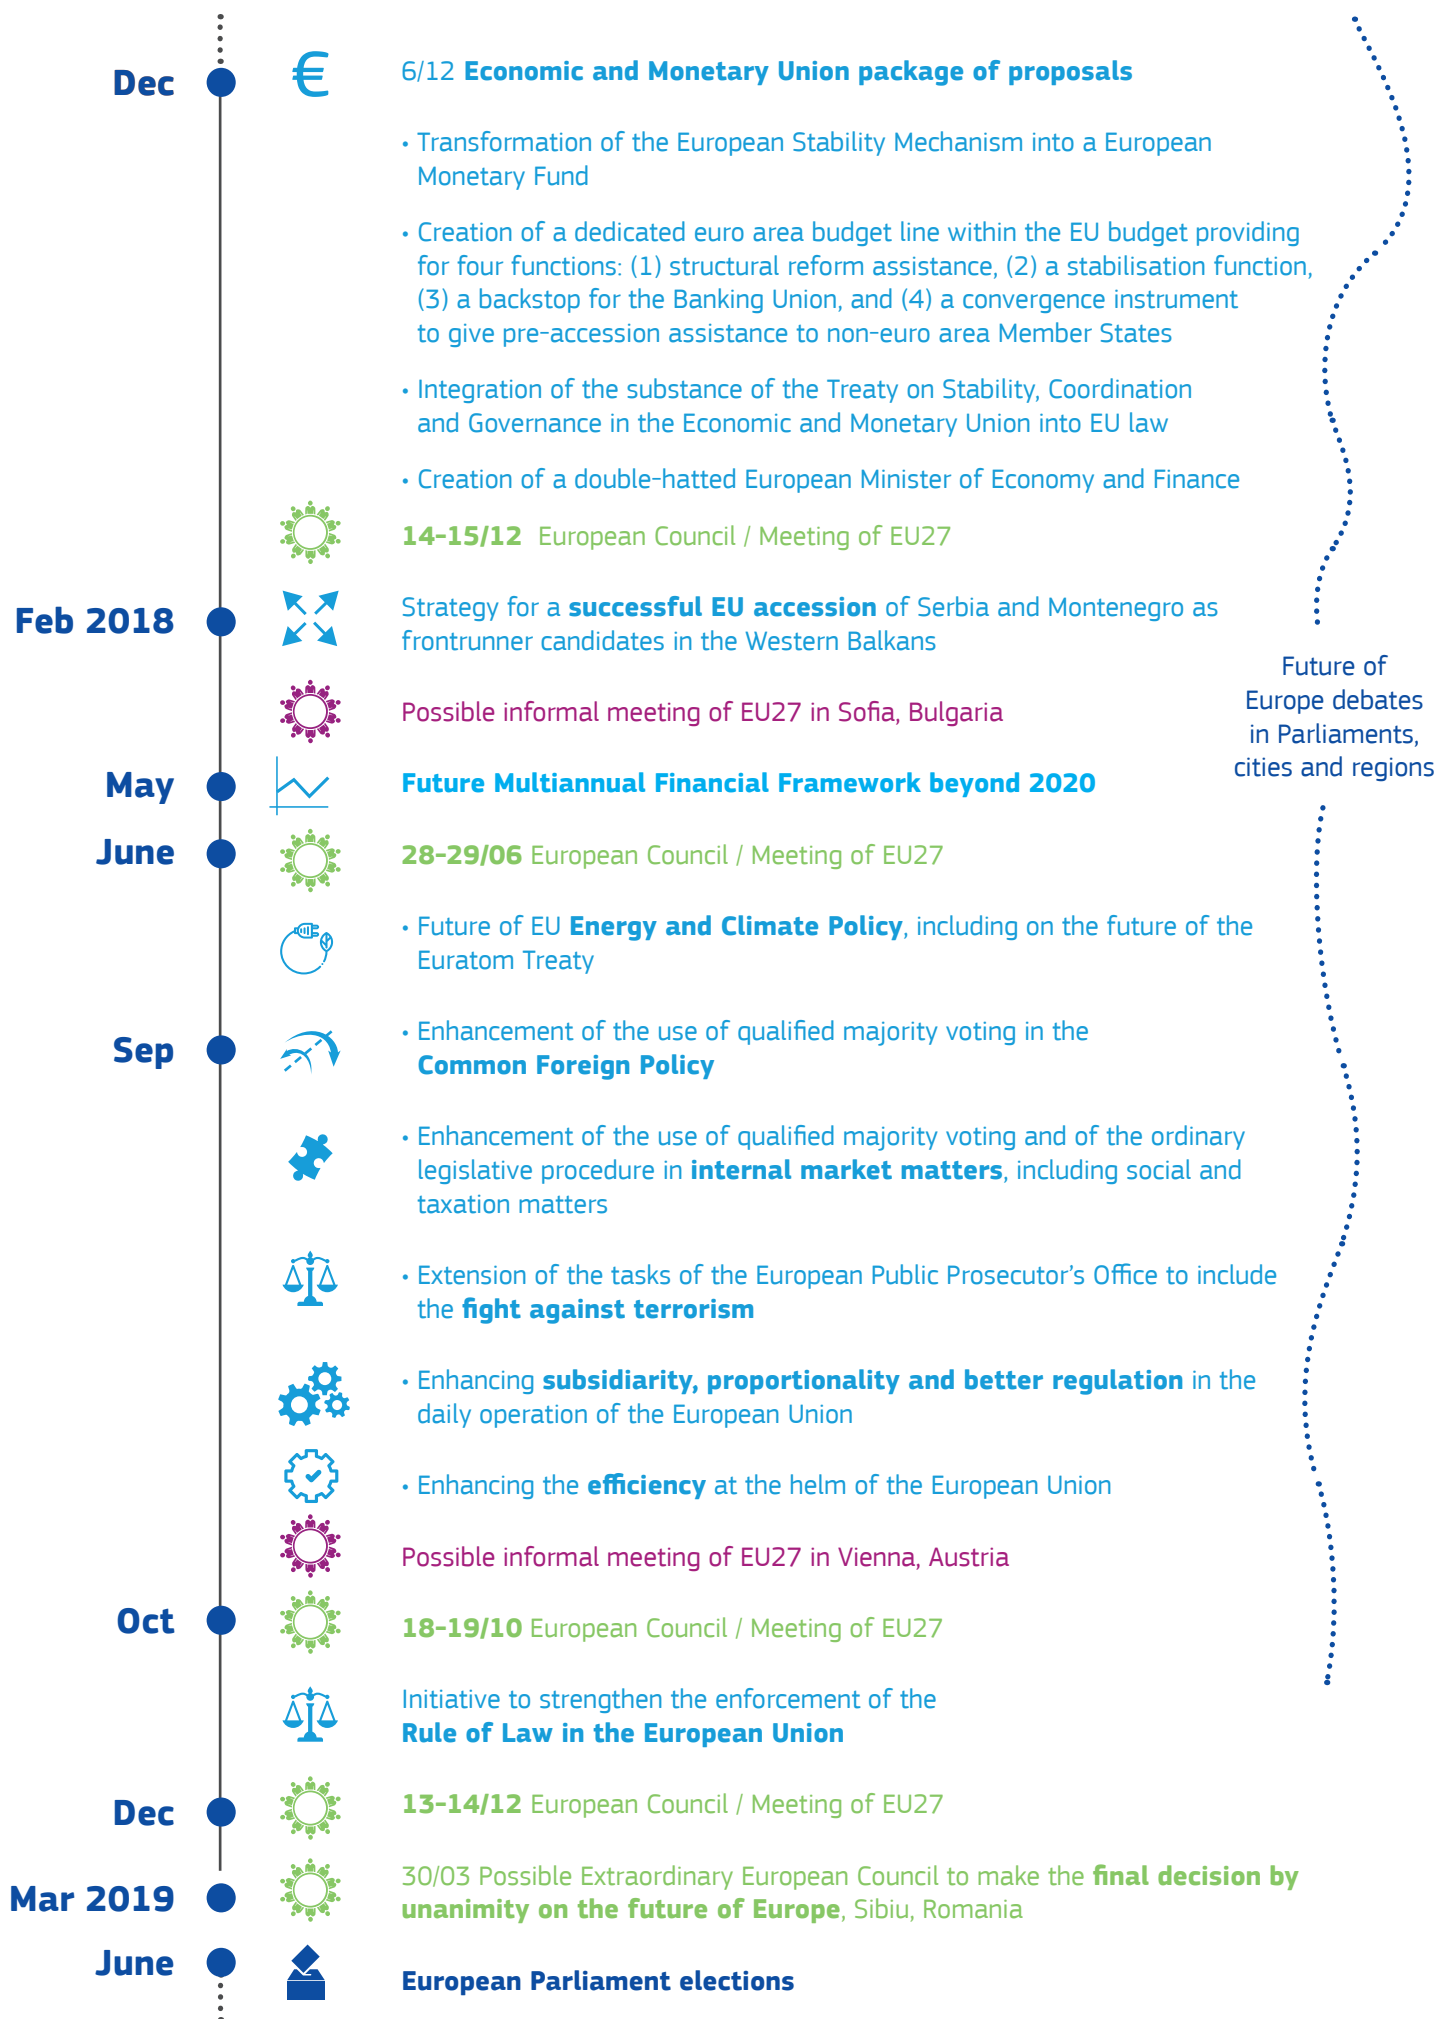 Dec
6/12 Economic and Monetary Union package of proposals
• Transformation of the European Stability Mechanism into a European
Monetary Fund
• Creation of a dedicated euro area budget line within the EU budget providing
for four functions: (1) structural reform assistance, (2) a stabilisation function,
(3) a backstop for the Banking Union, and (4) a convergence instrument
to give pre-accession assistance to non-euro area Member States
• Integration of the substance of the Treaty on Stability, Coordination
and Governance in the Economic and Monetary Union into EU law
• Creation of a double-hatted European Minister of Economy and Finance
14-15/12 European Council / Meeting of EU27
Feb 2018
Strategy for a successful EU accession of Serbia and Montenegro as
frontrunner candidates in the Western Balkans
Possible informal meeting of EU27 in Sofia, Bulgaria
Future of
Europe debates
in Parliaments,
cities and regions
May
Future Multiannual Financial Framework beyond 2020
June
28-29/06 European Council / Meeting of EU27
• Future of EU Energy and Climate Policy, including on the future of the
Euratom Treaty
Sep
• Enhancement of the use of qualified majority voting in the
Common Foreign Policy
• Enhancement of the use of qualified majority voting and of the ordinary
legislative procedure in internal market matters, including social and
taxation matters
• Extension of the tasks of the European Public Prosecutor's Office to include
the fight against terrorism
• Enhancing subsidiarity, proportionality and better regulation in the
daily operation of the European Union
• Enhancing the efficiency at the helm of the European Union
Possible informal meeting of EU27 in Vienna, Austria
Oct
18-19/10 European Council / Meeting of EU27
Initiative to strengthen the enforcement of the
Rule of Law in the European Union
Dec
13-14/12 European Council / Meeting of EU27
Mar 2019
30/03 Possible Extraordinary European Council to make the final decision by
unanimity on the future of Europe, Sibiu, Romania
June
European Parliament elections